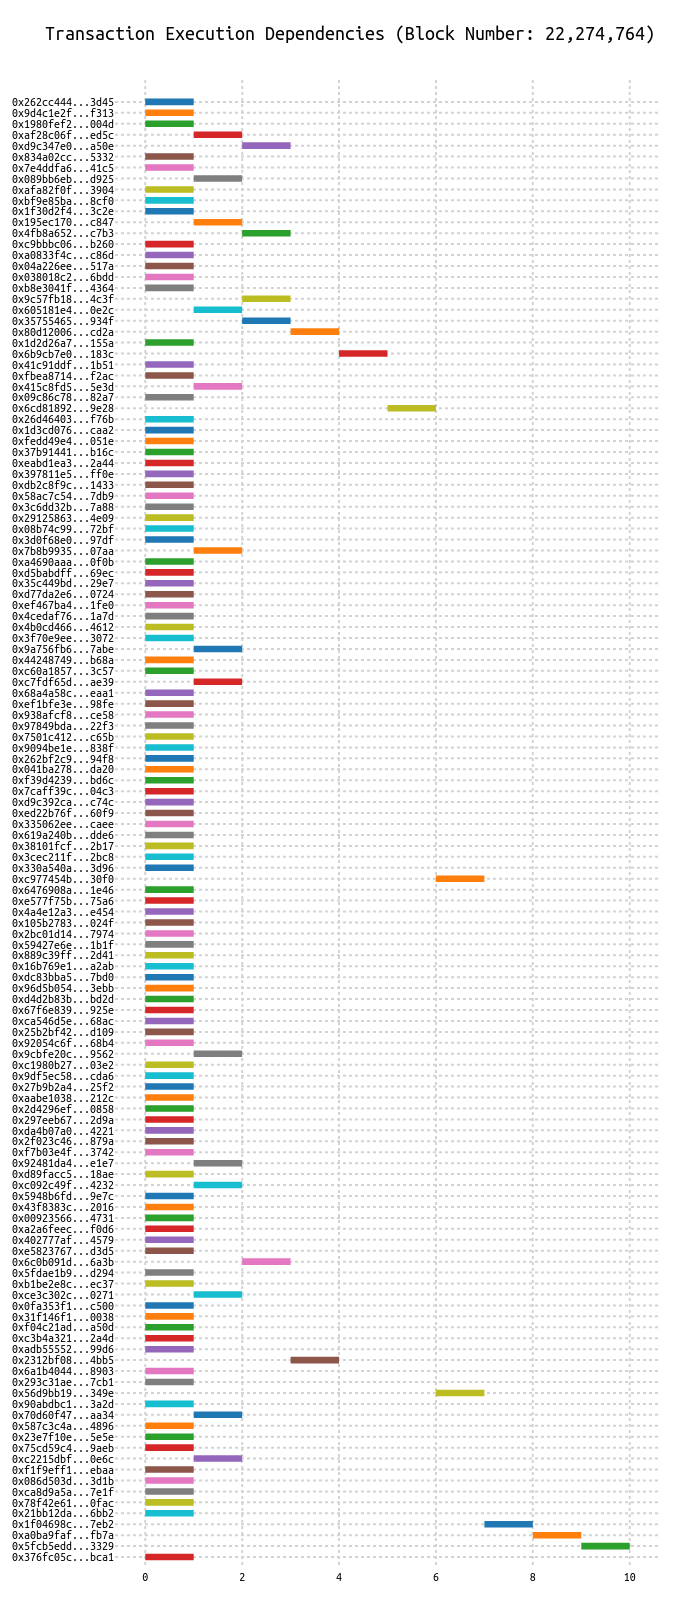 Transaction Execution Dependencies (Block Number: 22,274,764)
0x262cc444...3d45
0x9d4c1e2f...f313
0x1980fef2...004d
0xaf28c06f...ed5c
0xd9c347e0...a50e
0x834a02cc...5332
0x7e4ddfa6...41c5
0x089bb6eb...d925
0xafa82f0f...3904
0xbf9e85ba...8cf0
0x1f30d2f4...3c2e
0x195ec170...c847
0x4fb8a652...c7b3
0xc9bbbc06...b260
0xa0833f4c...c86d
0x04a226ee...517a
0x038018c2...6bdd
0xb8e3041f...4364
0x9c57fb18...4c3f
0x605181e4...0e2c
0x35755465...934f
0x80d12006...cd2a
0x1d2d26a7...155a
0x6b9cb7e0...183c
0x41c91ddf...1b51
0xfbea8714...f2ac
0x415c8fd5...5e3d
0x09c86c78...82a7
0x6cd81892...9e28
0x26d46403...f76b
0x1d3cd076...caa2
0xfedd49e4...051e
0x37b91441...b16c
0xeabd1ea3...2a44
0x397811e5...ff0e
0xdb2c8f9c...1433
0x58ac7c54...7db9
0x3c6dd32b...7a88
0x29125863...4e09
0x08b74c99...72bf
0x3d0f68e0...97df
0x7b8b9935...07aa
0xa4690aaa...0f0b
0xd5babdff...69ec
0x35c449bd...29e7
0xd77da2e6...0724
0xef467ba4...1fe0
0x4cedaf76...1a7d
0x4b0cd466...4612
0x3f70e9ee...3072
0x9a756fb6...7abe
0x44248749...b68a
0xc60a1857...3c57
0xc7fdf65d...ae39
0x68a4a58c...eaa1
0xef1bfe3e...98fe
0x938afcf8...ce58
0x97849bda...22f3
0x7501c412...c65b
0x9094be1e...838f
0x262bf2c9...94f8
0x041ba278...da20
0xf39d4239...bd6c
0x7caff39c...04c3
0xd9c392ca...c74c
0xed22b76f...60f9
0x335062ee...caee
0x619a240b...dde6
0x38101fcf...2b17
0x3cec211f...2bc8
0x330a540a...3d96
0xc977454b...30f0
0x6476908a...1e46
0xe577f75b...75a6
0x4a4e12a3...e454
0x105b2783...024f
0x2bc01d14...7974
0x59427e6e...1b1f
0x889c39ff...2d41
0x16b769e1...a2ab
0xdc83bba5...7bd0
0x96d5b054...3ebb
0xd4d2b83b...bd2d
0x67f6e839...925e
0xca546d5e...68ac
0x25b2bf42...d109
0x92054c6f...68b4
0x9cbfe20c...9562
0xc1980b27...03e2
0x9df5ec58...cda6
0x27b9b2a4...25f2
0xaabe1038...212c
0x2d4296ef...0858
0x297eeb67...2d9a
0xda4b07a0...4221
0x2f023c46...879a
0xf7b03e4f...3742
0x92481da4...e1e7
0xd89facc5...18ae
0xc092c49f...4232
0x5948b6fd...9e7c
0x43f8383c...2016
0x00923566...4731
0xa2a6feec...f0d6
0x402777af...4579
0xe5823767...d3d5
0x6c0b091d...6a3b
0x5fdae1b9...d294
0xb1be2e8c...ec37
0xce3c302c...0271
0x0fa353f1...c500
0x31f146f1...0038
0xf04c21ad...a50d
0xc3b4a321...2a4d
0xadb55552...99d6
0x2312bf08...4bb5
0x6a1b4044...8903
0x293c31ae...7cb1
0x56d9bb19...349e
0x90abdbc1...3a2d
0x70d60f47...aa34
0x587c3c4a...4896
0x23e7f10e...5e5e
0x75cd59c4...9aeb
0xc2215dbf...0e6c
0xf1f9eff1...ebaa
0x086d503d...3d1b
0xca8d9a5a...7e1f
0x78f42e61...0fac
0x21bb12da...6bb2
0x1f04698c...7eb2
0xa0ba9faf...fb7a
0x5fcb5edd...3329
0x376fc05c...bca1
0 2 4 6 8 10